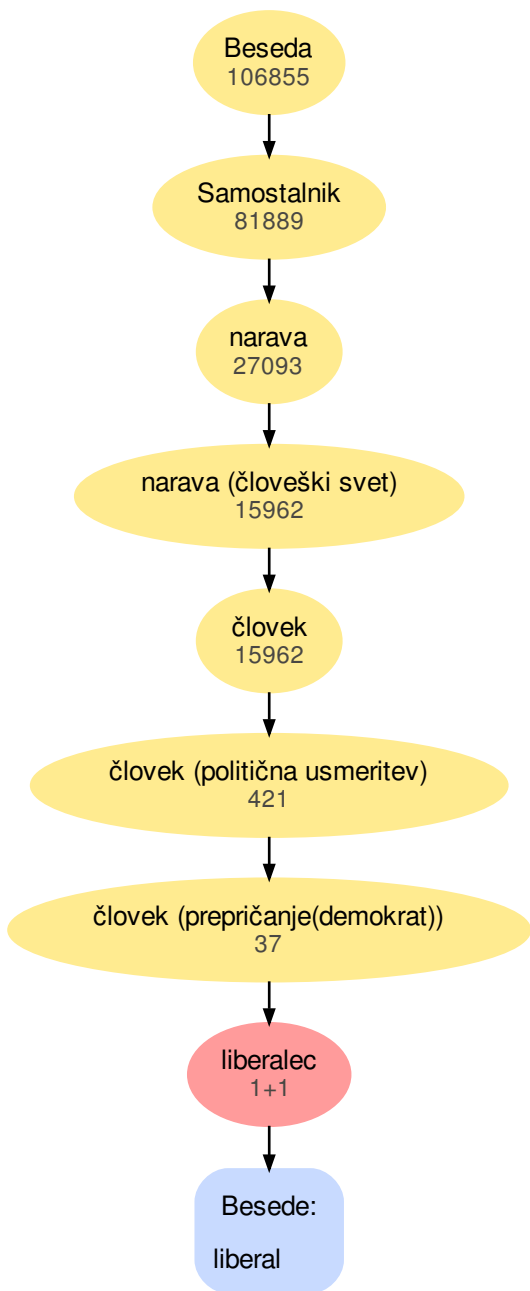 Beseda
106855
Samostalnik
81889
narava
27093
narava (človeški svet)
15962
človek
15962
človek (politična usmeritev)
421
človek (prepričanje(demokrat))
37
liberalec
1+1
Besede:
liberal